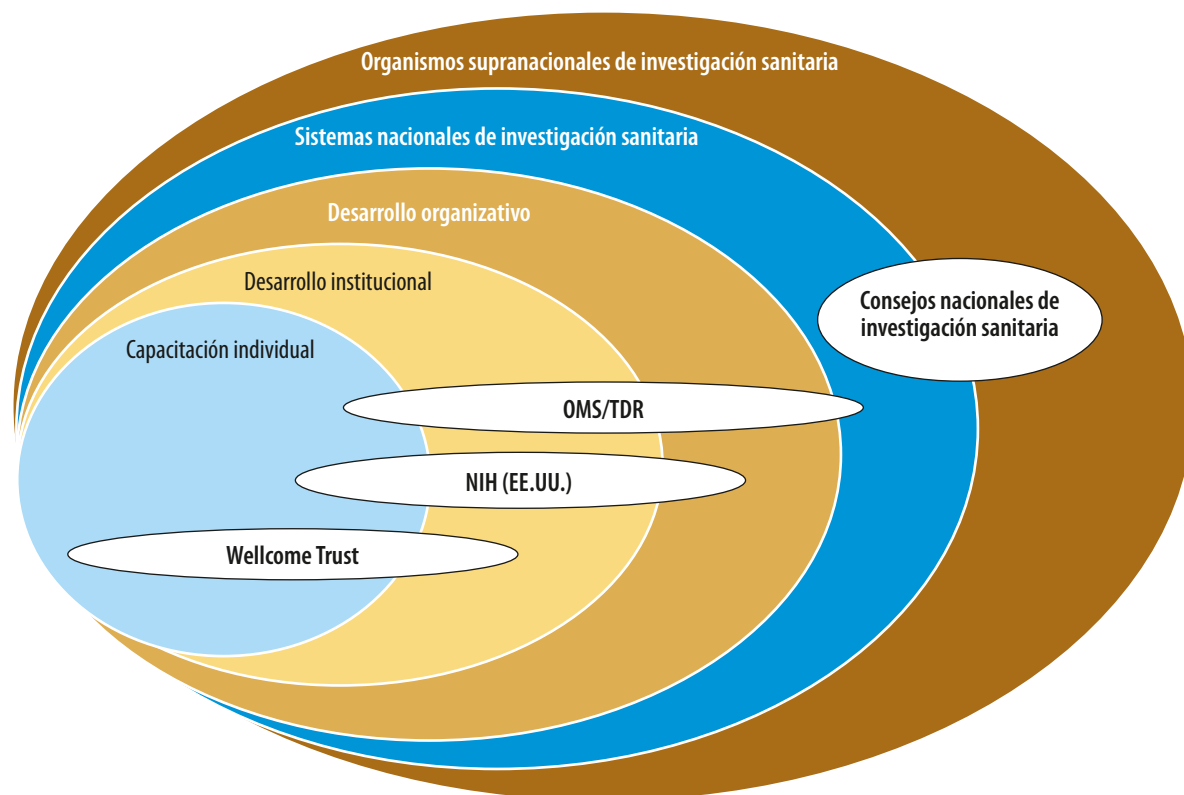 Organismos supranacionales de investigación sanitaria
Sistemas nacionales de investigación sanitaria
Desarrollo organizativo
Desarrollo institucional
Capacitación individual
Consejos nacionales de
investigación sanitaria
OMS/TDR
NIH (EE.UU.)
Wellcome Trust